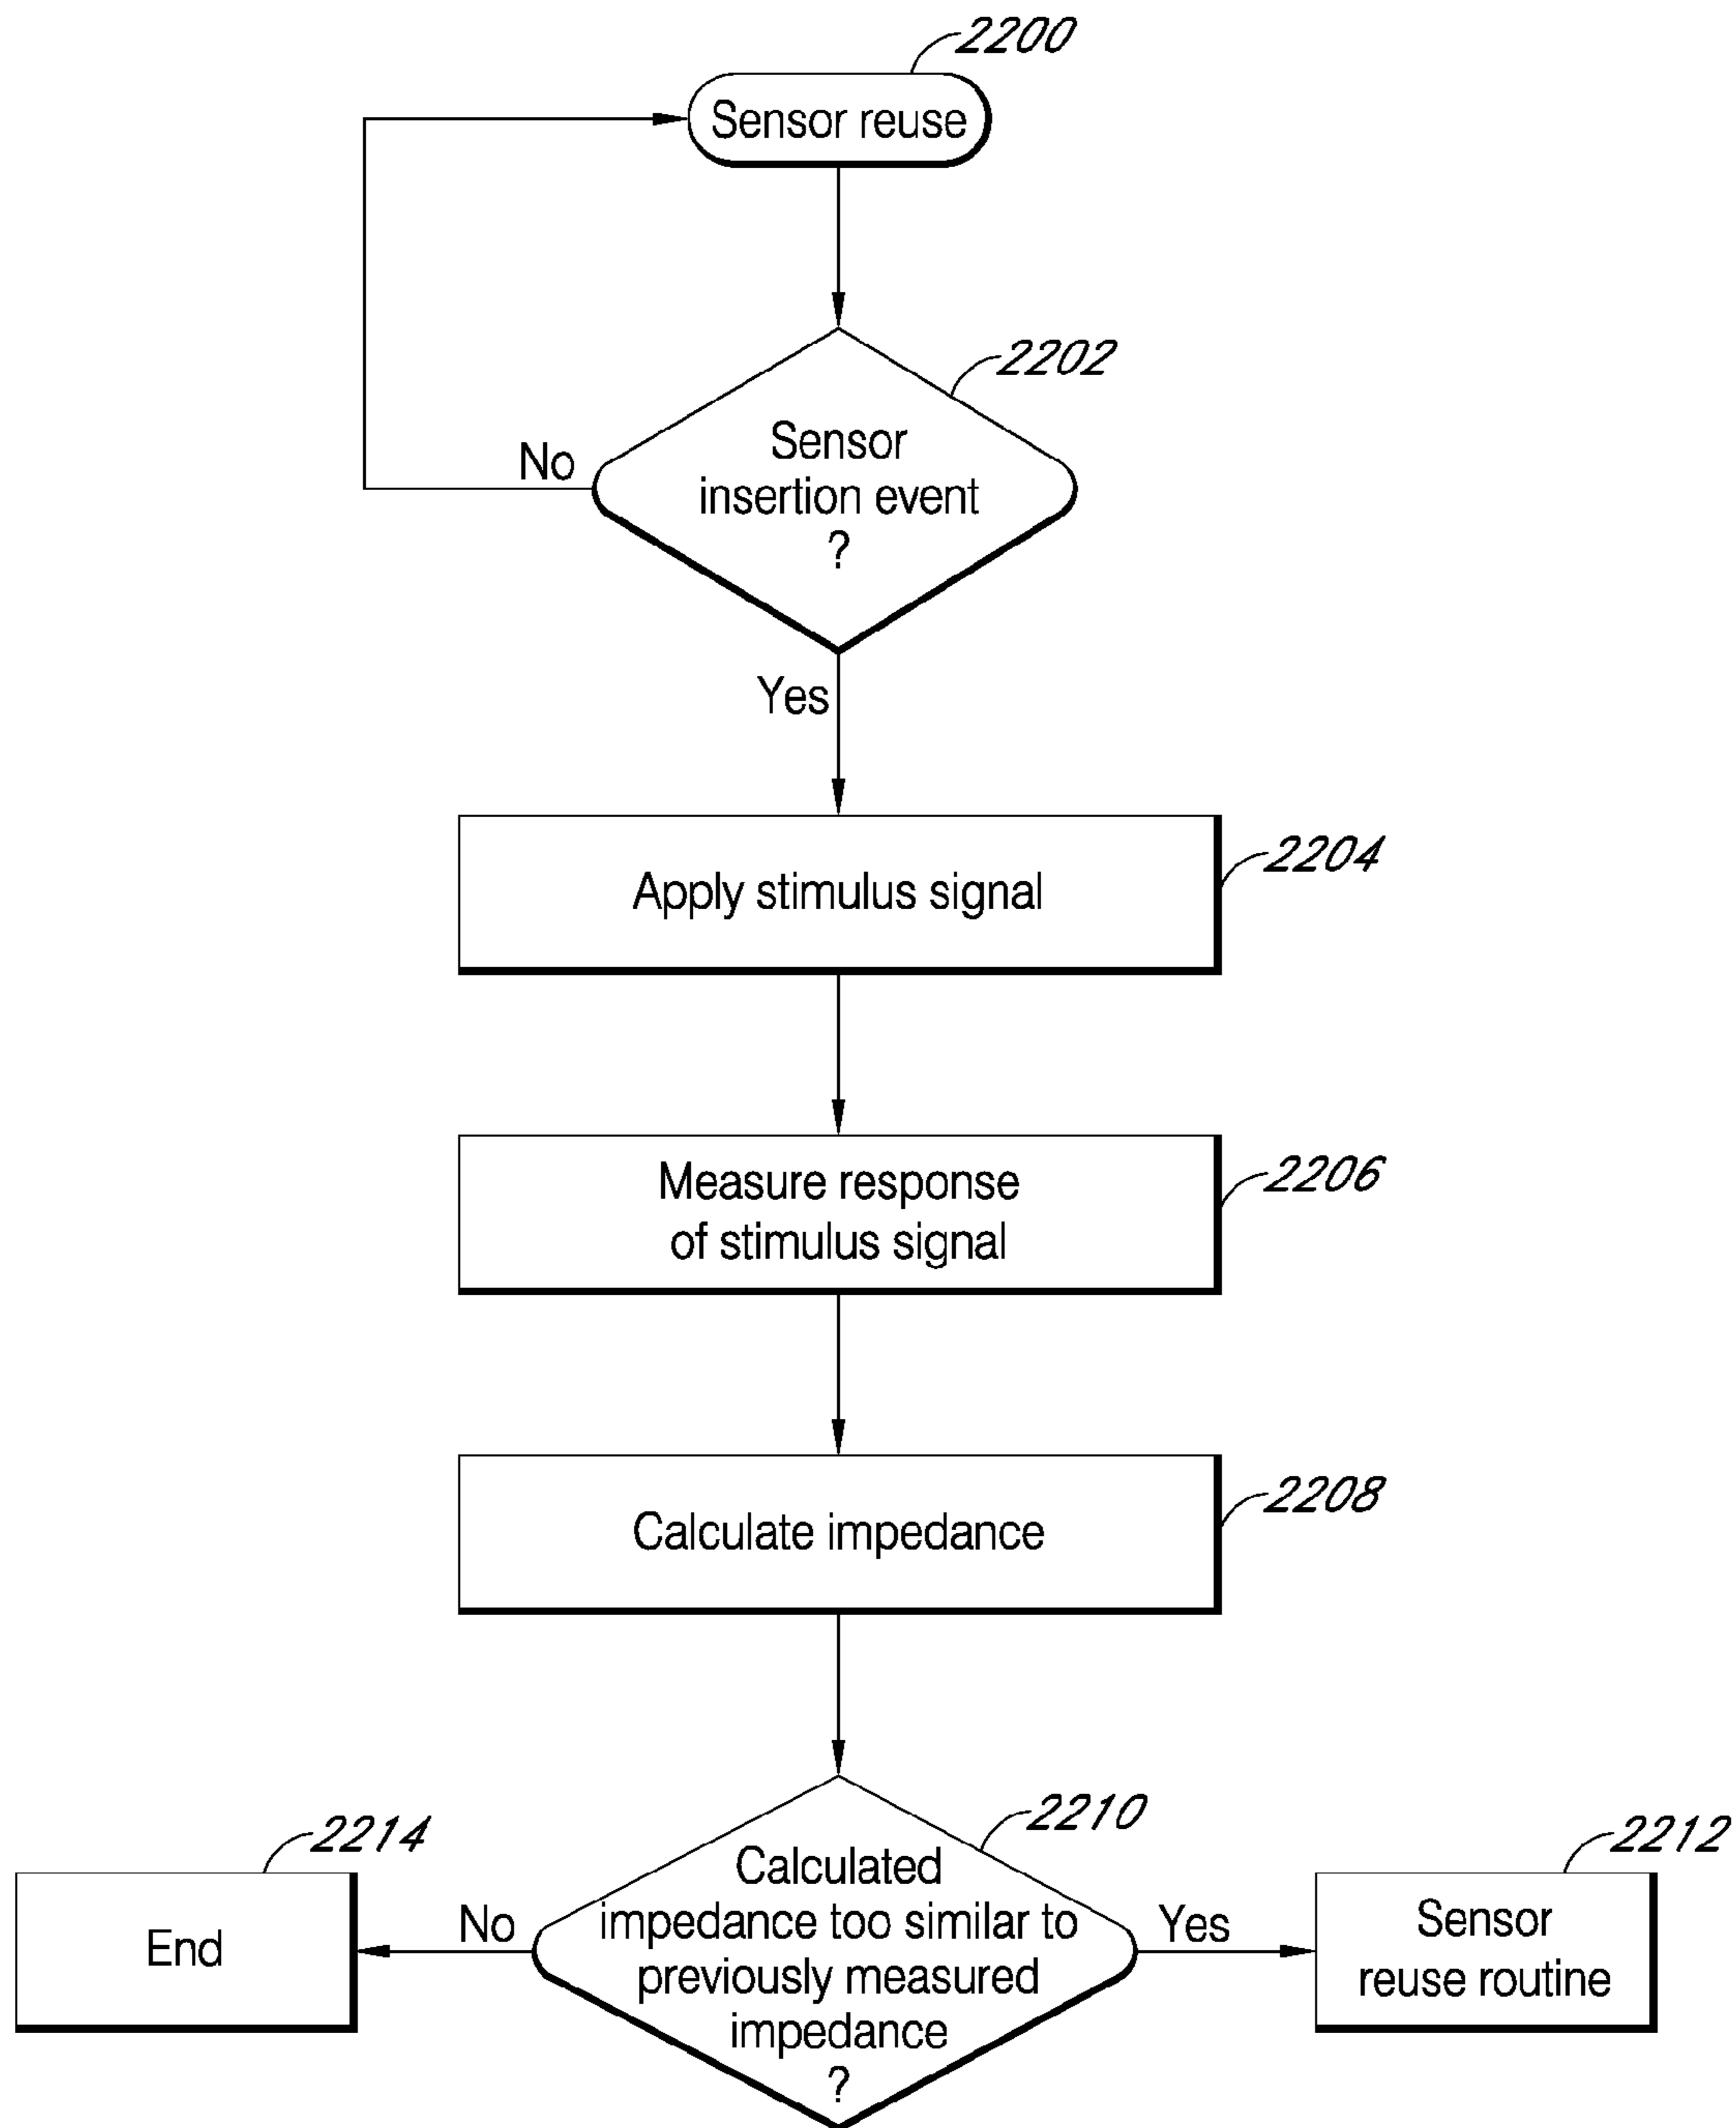 2200
Sensor reuse
2202
Sensor
insertion event
?
No
Yes
2204
Apply stimulus signal
2206
Measure response
of stimulus signal
2208
Calculate impedance
2210
Calculated
impedance too similar to
previously measured
impedance
?
No
2214
End
Yes
2212
Sensor
reuse routine